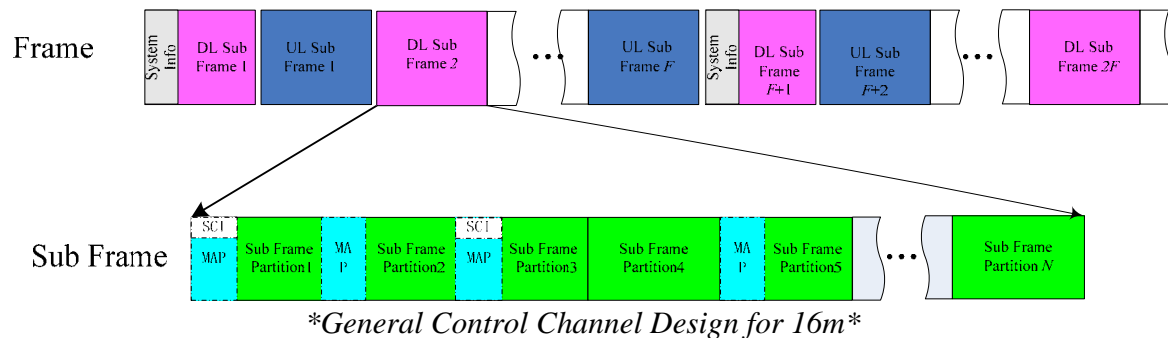 Frame
System Info
DL Sub Frame 1
UL Sub Frame 1
DL Sub Frame 2
•••
UL Sub Frame F
System Info
DL Sub Frame F+1
UL Sub Frame F+2
•••
DL Sub Frame 2F
Sub Frame
SCI
MAP
Sub Frame Partition1
MA P
Sub Frame Partition2
SCI
MAP
Sub Frame Partition3
Sub Frame Partition4
MA P
Sub Frame Partition5
•••
Sub Frame Partition N
*General Control Channel Design for 16m*